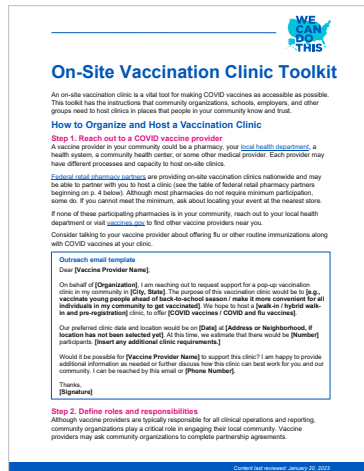 WE
CAN
DO
THIS
On-Site Vaccination Clinic Toolkit
An on-site vaccination clinic is a vital tool for making COVID vaccines as accessible as possible.
This toolkit has the instructions that community organizations, schools, employers, and other
groups need to host clinics in places that people in your community know and trust.
How to Organize and Host a Vaccination Clinic
Step 1. Reach out to a COVID vaccine provider
A vaccine provider in your community could be a pharmacy, your local health department, a
health system, a community health center, or some other medical provider. Each provider may
have different processes and capacity to host on-site clinics.
Federal retail pharmacy partners are providing on-site vaccination clinics nationwide and may
be able to partner with you to host a clinic (see the table of federal retail pharmacy partners
beginning on p. 4 below). Although most pharmacies do not require minimum participation,
some do. If you cannot meet the minimum, ask about locating your event at the nearest store.
If none of these participating pharmacies is in your community, reach out to your local health
department or visit vaccines.gov to find other vaccine providers near you.
Consider talking to your vaccine provider about offering flu or other routine immunizations along
with COVID vaccines at your clinic.
Outreach email template
Dear [Vaccine Provider Name],
On behalf of [Organization], I am reaching out to request support for a pop-up vaccination
clinic in my community in [City, State]. The purpose of this vaccination clinic would be to [e.g.,
vaccinate young people ahead of back-to-school season / make it more convenient for all
individuals in my community to get vaccinated]. We hope to host a [walk-in / hybrid walk-
in and pre-registration] clinic, to offer [COVID vaccines / COVID and flu vaccines].
Our preferred clinic date and location would be on [Date] at [Address or Neighborhood, if
location has not been selected yet]. At this time, we estimate that there would be [Number]
participants. [Insert any additional clinic requirements.]
Would it be possible for [Vaccine Provider Name] to support this clinic? I am happy to provide
additional information as needed or further discuss how this clinic can best work for you and our
community. I can be reached by this email or [Phone Number].
Thanks,
[Signature]
Step 2. Define roles and responsibilities
Although vaccine providers are typically responsible for all clinical operations and reporting,
community organizations play a critical role in engaging their local community. Vaccine
providers may ask community organizations to complete partnership agreements.
Content last reviewed: January 20, 2023